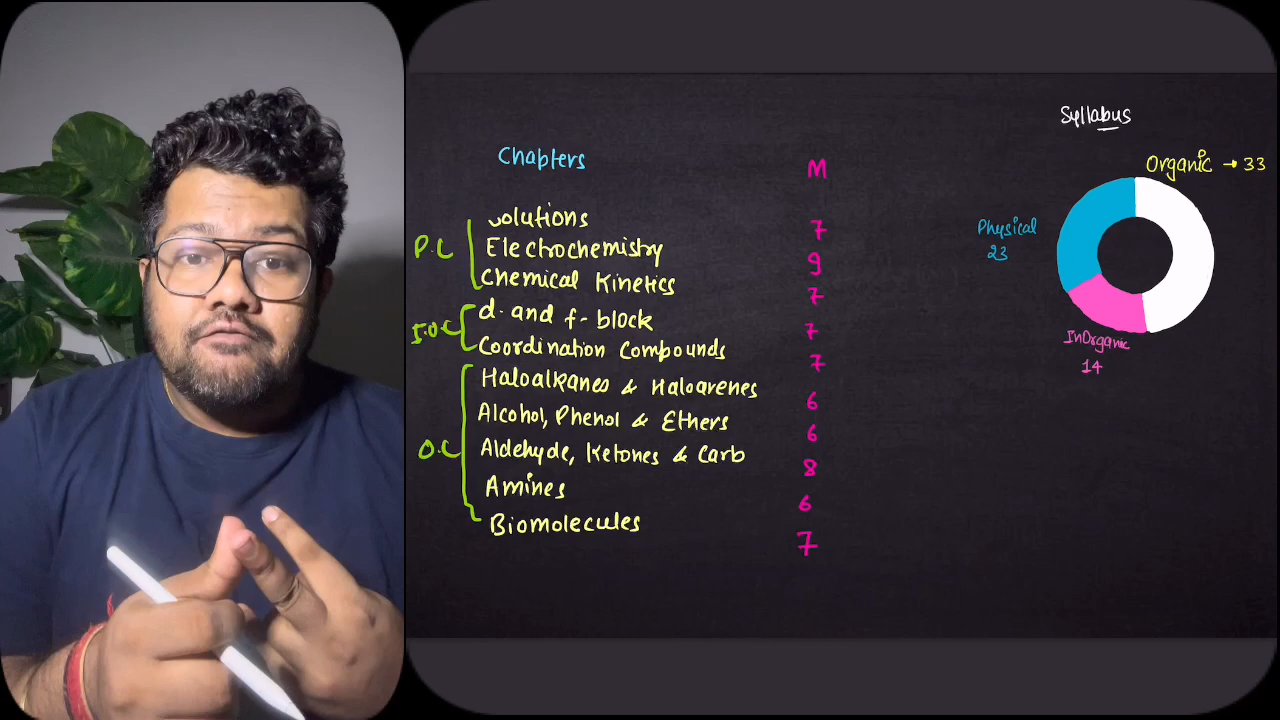 Syllabus
Chapters M
Organic → 33
Solutions 7
P.C Electrochemistry 9
Physical
23
Chemical Kinetics 7
d- and f- block 7
I.O.C Coordination Compounds 7
InOrganic
14
Haloalkanes & Haloarenes 6
Alcohol, Phenol & Ethers 6
O.C Aldehyde, Ketones & Carb 8
Amines 6
Biomolecules 7